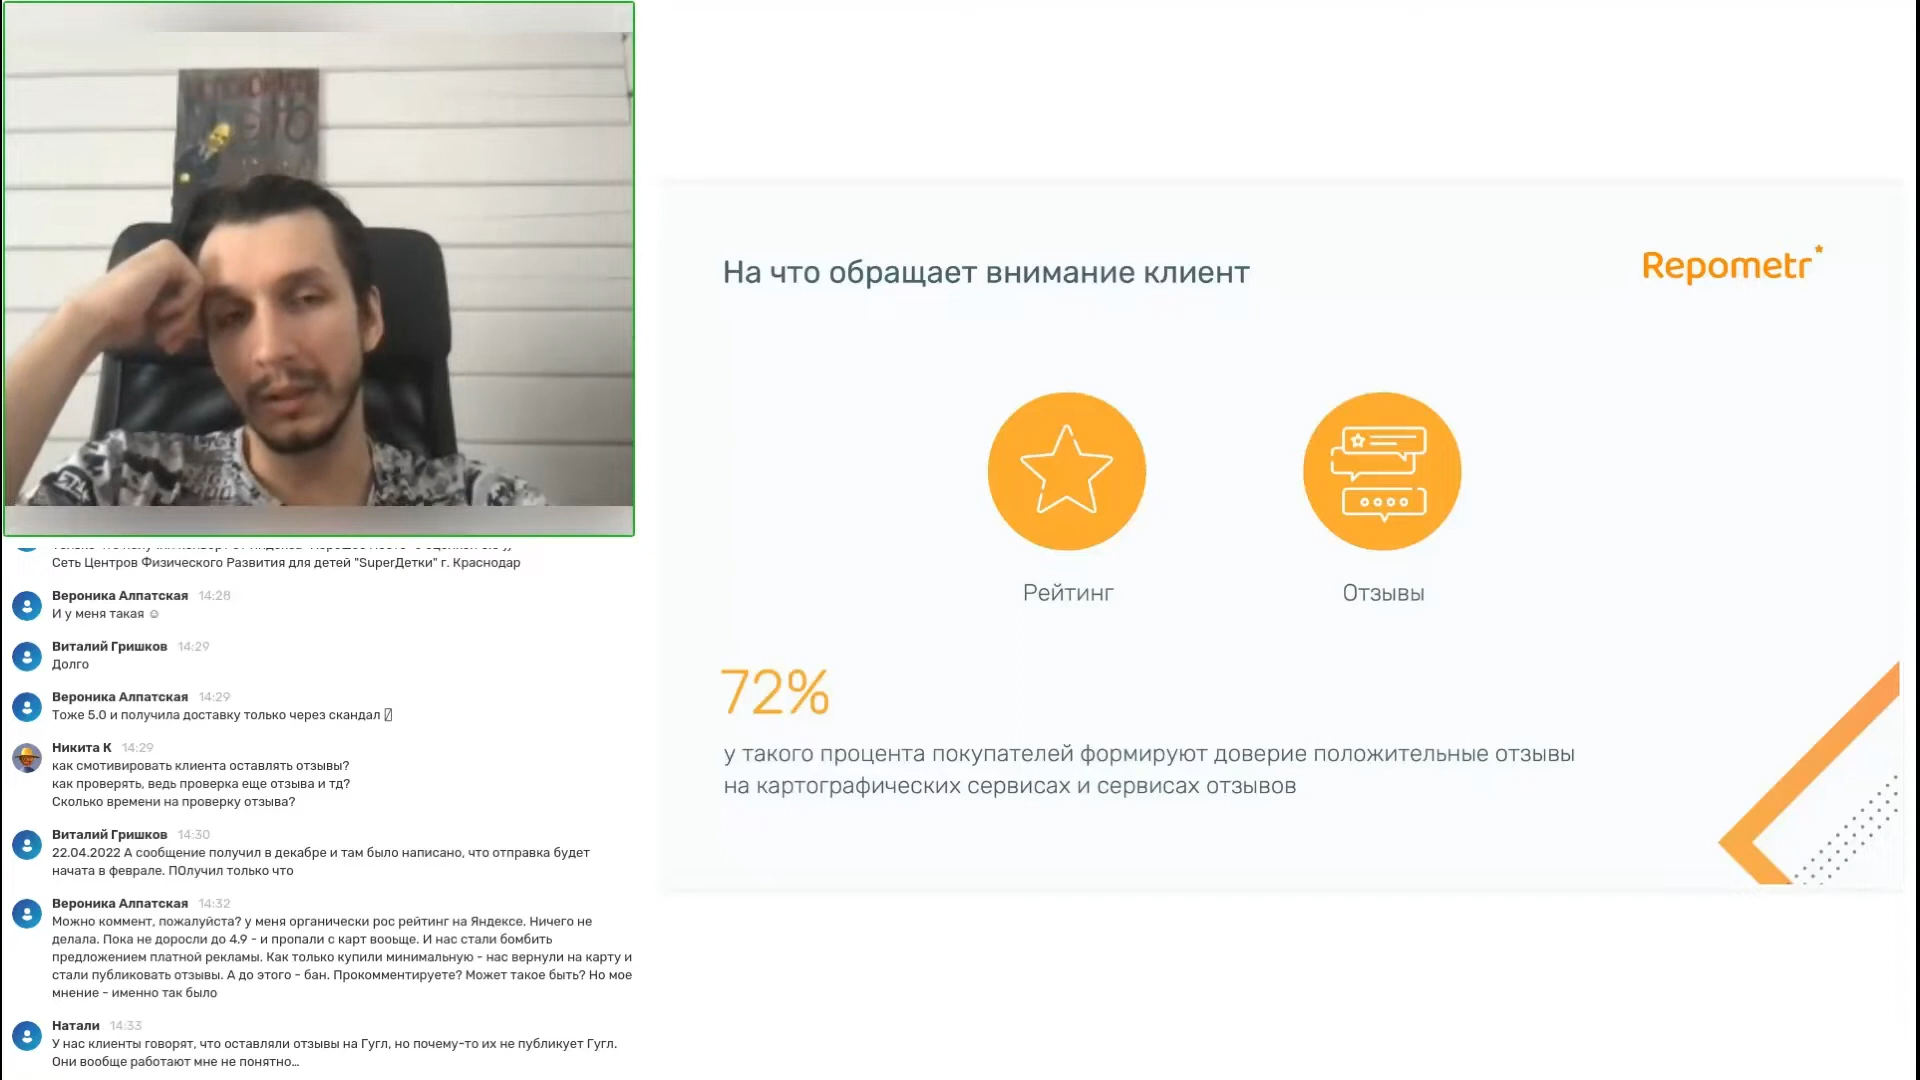 Сеть Центров Физического Развития для детей "SuperДетки" г. Краснодар
Вероника Алпатская 14:28
И у меня такая ☺
Виталий Гришков 14:29
Долго
Вероника Алпатская 14:29
Тоже 5.0 и получила доставку только через скандал
Никита К 14:29
как смотивировать клиента оставлять отзывы?
как проверять, ведь проверка еще отзыва и тд?
Сколько времени на проверку отзыва?
Виталий Гришков 14:30
22.04.2022 А сообщение получил в декабре и там было написано, что отправка будет
начата в феврале. ПОлучил только что
Вероника Алпатская 14:32
Можно коммент, пожалуйста? у меня органически рос рейтинг на Яндексе. Ничего не
делала. Пока не доросли до 4.9 - и пропали с карт вооьще. И нас стали бомбить
предложением платной рекламы. Как только купили минимальную - нас вернули на карту и
стали публиковать отзывы. А до этого - бан. Прокомментируете? Может такое быть? Но мое
мнение - именно так было
Натали 14:33
У нас клиенты говорят, что оставляли отзывы на Гугл, но почему-то их не публикует Гугл.
Они вообще работают мне не понятно...
На что обращает внимание клиент
Repometr
Рейтинг
Отзывы
72%
у такого процента покупателей формируют доверие положительные отзывы
на картографических сервисах и сервисах отзывов